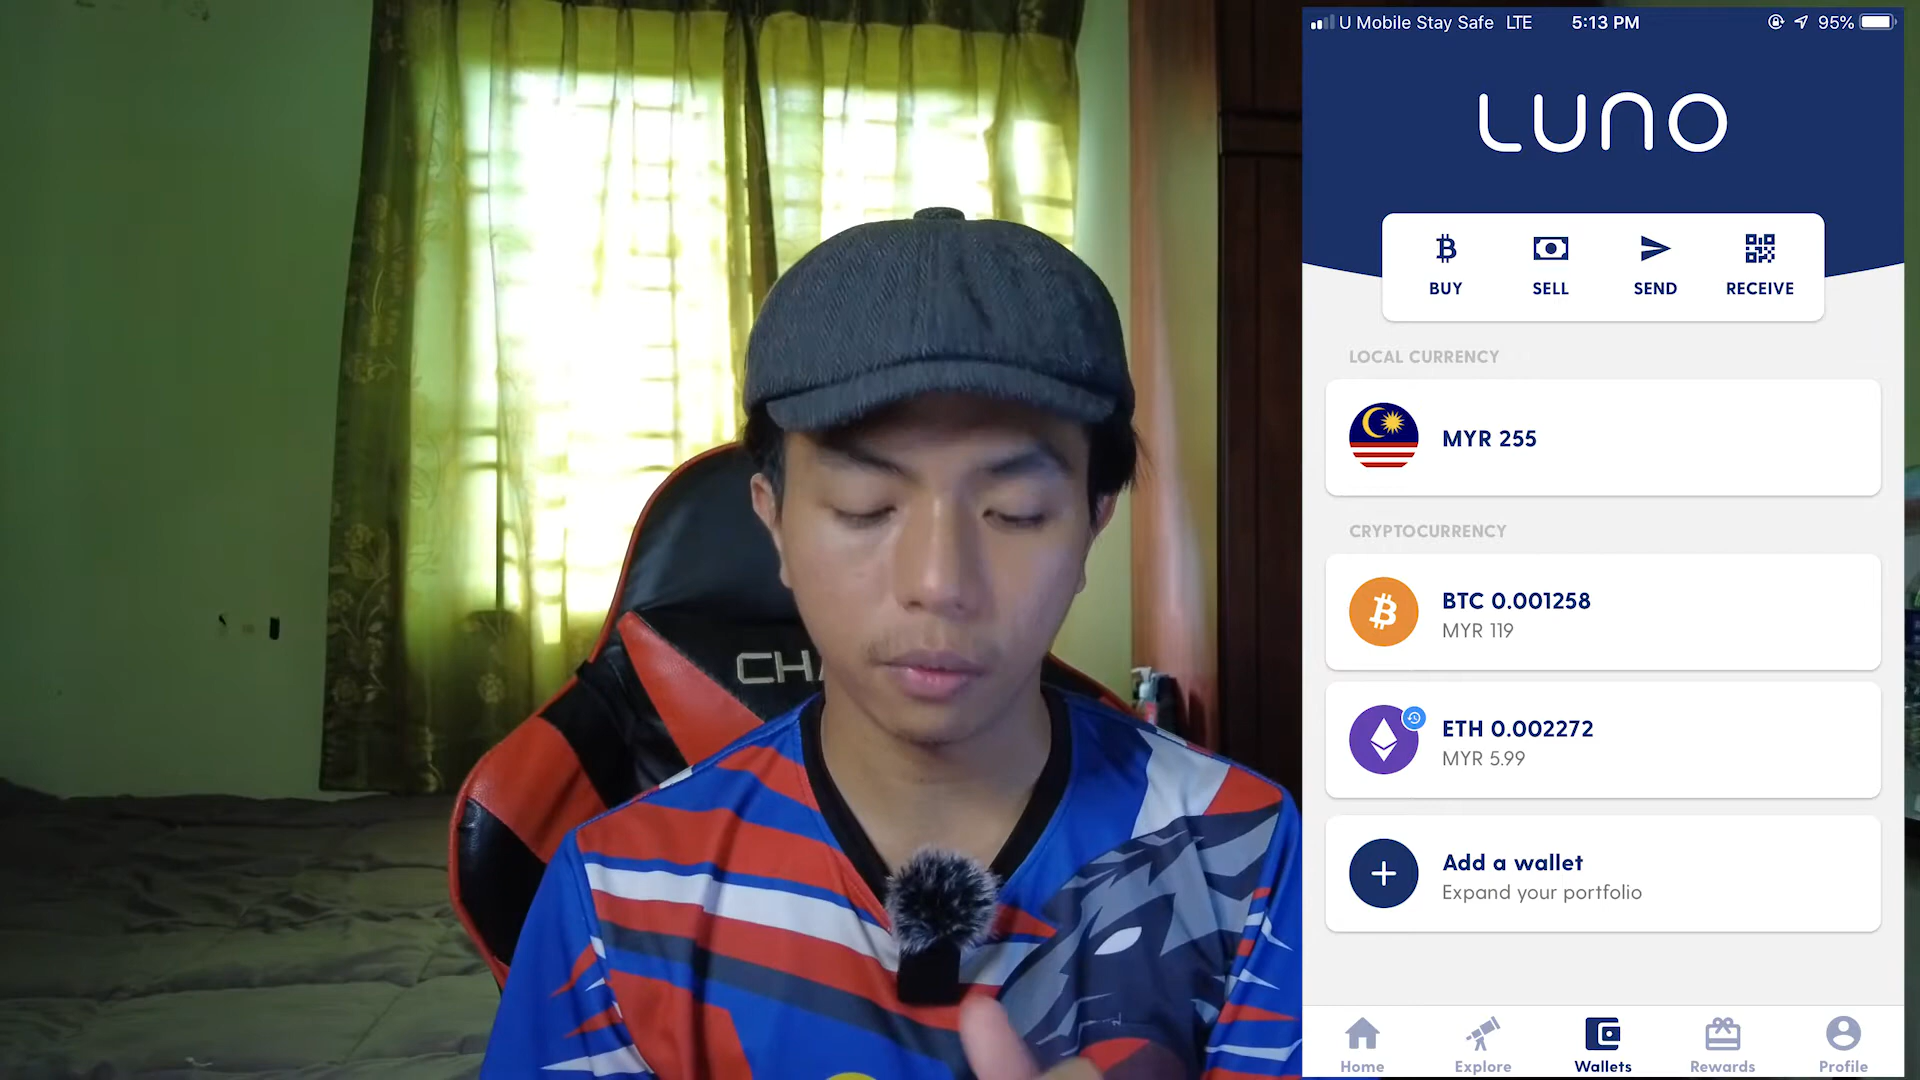 U Mobile Stay Safe LTE 5:13 PM 95%
LUNO
BUY SELL SEND RECEIVE
LOCAL CURRENCY
MYR 255
CRYPTOCURRENCY
BTC 0.001258
MYR 119
ETH 0.002272
MYR 5.99
Add a wallet
Expand your portfolio
Home Explore Wallets Rewards Profile